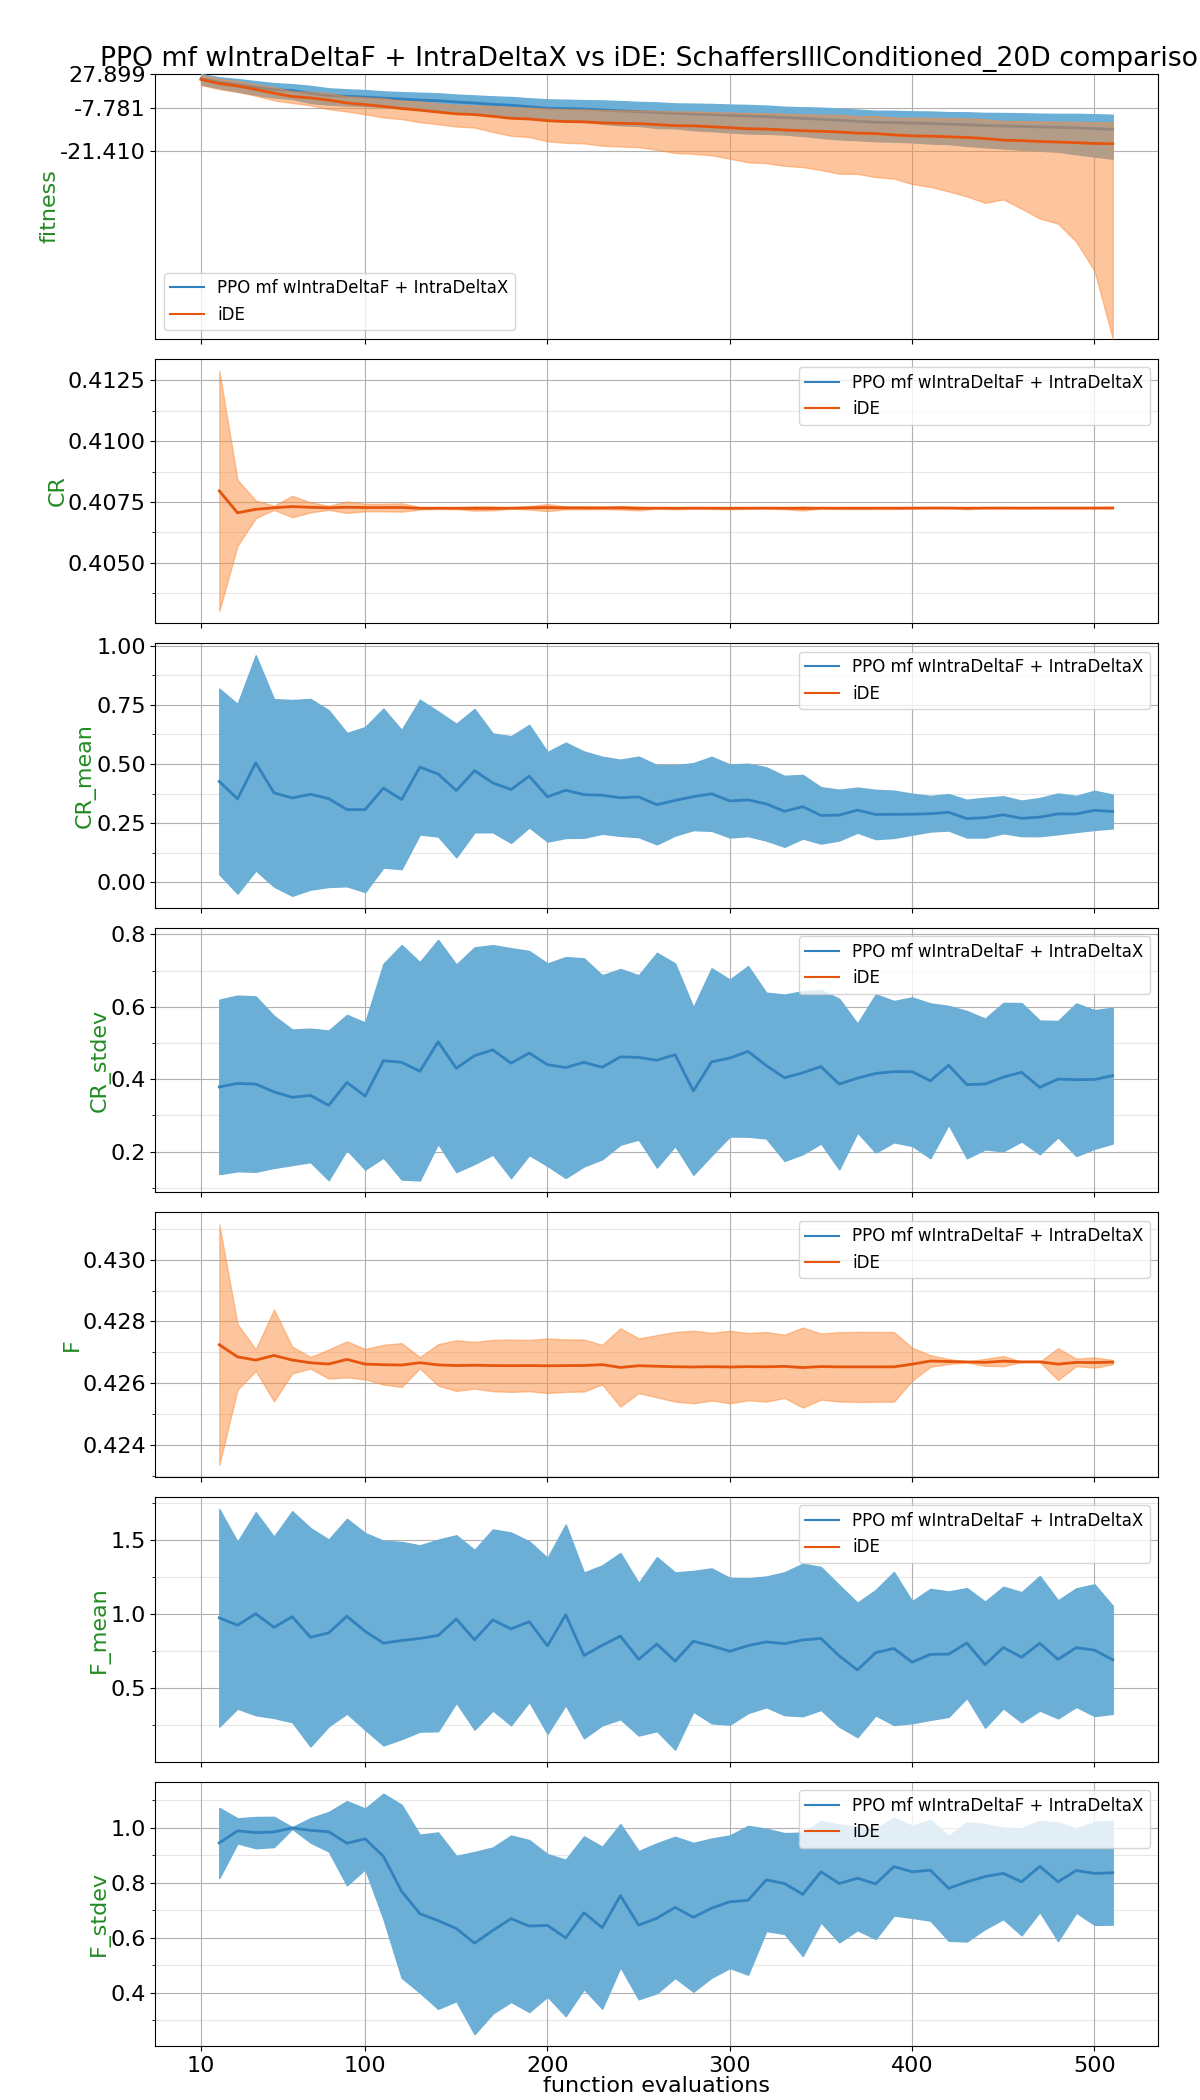 PPO mf wIntraDeltaF + IntraDeltaX vs iDE: SchaffersIllConditioned_20D compariso
27.899
-7.781
-21.410
fitness
PPO mf wIntraDeltaF + IntraDeltaX
iDE
0.4125
0.4100
0.4075
0.4050
CR
PPO mf wIntraDeltaF + IntraDeltaX
iDE
1.00
0.75
0.50
0.25
0.00
CR_mean
PPO mf wIntraDeltaF + IntraDeltaX
iDE
0.8
0.6
0.4
0.2
CR_stdev
PPO mf wIntraDeltaF + IntraDeltaX
iDE
0.430
0.428
0.426
0.424
F
PPO mf wIntraDeltaF + IntraDeltaX
iDE
1.5
1.0
0.5
F_mean
PPO mf wIntraDeltaF + IntraDeltaX
iDE
1.0
0.8
0.6
0.4
F_stdev
PPO mf wIntraDeltaF + IntraDeltaX
iDE
10 100 200 300 400 500
function evaluations